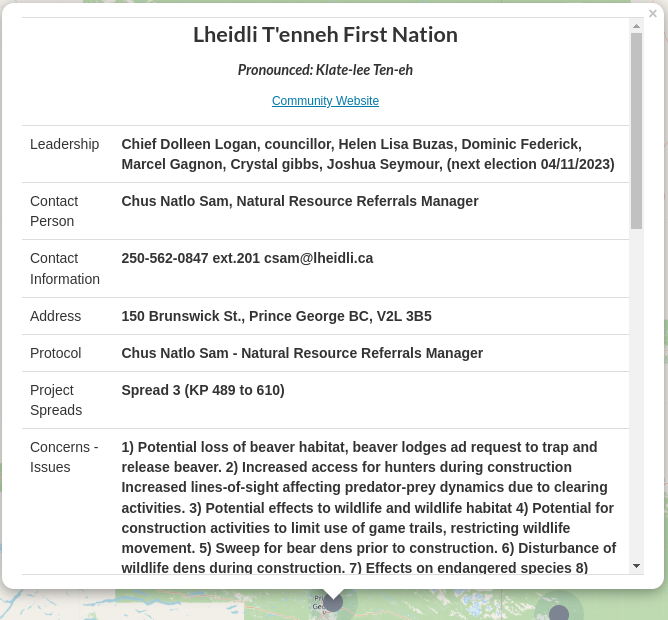 ×
Lheidli T'enneh First Nation
Pronounced: Klate-lee Ten-eh
Community Website
Leadership Chief Dolleen Logan, councillor, Helen Lisa Buzas, Dominic Federick,
Marcel Gagnon, Crystal gibbs, Joshua Seymour, (next election 04/11/2023)
Contact Person Chus Natlo Sam, Natural Resource Referrals Manager
Contact Information 250-562-0847 ext.201 csam@lheidli.ca
Address 150 Brunswick St., Prince George BC, V2L 3B5
Protocol Chus Natlo Sam - Natural Resource Referrals Manager
Project Spreads Spread 3 (KP 489 to 610)
Concerns - Issues 1) Potential loss of beaver habitat, beaver lodges ad request to trap and
release beaver. 2) Increased access for hunters during construction
Increased lines-of-sight affecting predator-prey dynamics due to clearing
activities. 3) Potential effects to wildlife and wildlife habitat 4) Potential for
construction activities to limit use of game trails, restricting wildlife
movement. 5) Sweep for bear dens prior to construction. 6) Disturbance of
wildlife dens during construction. 7) Effects on endangered species 8)